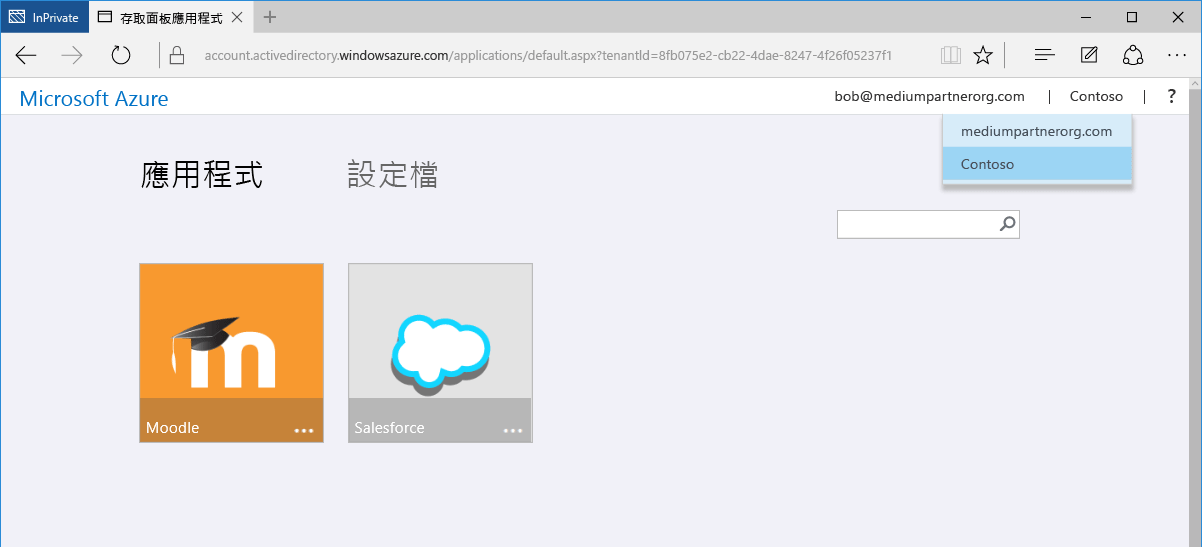 InPrivate
存取面板應用程式
account.activedirectory.windowsazure.com/applications/default.aspx?tenantId=8fb075e2-cb22-4dae-8247-4f26f05237f1
Microsoft Azure
bob@mediumpartnerorg.com | Contoso | ?
mediumpartnerorg.com
Contoso
應用程式 設定檔
m
Moodle ...
Salesforce ...